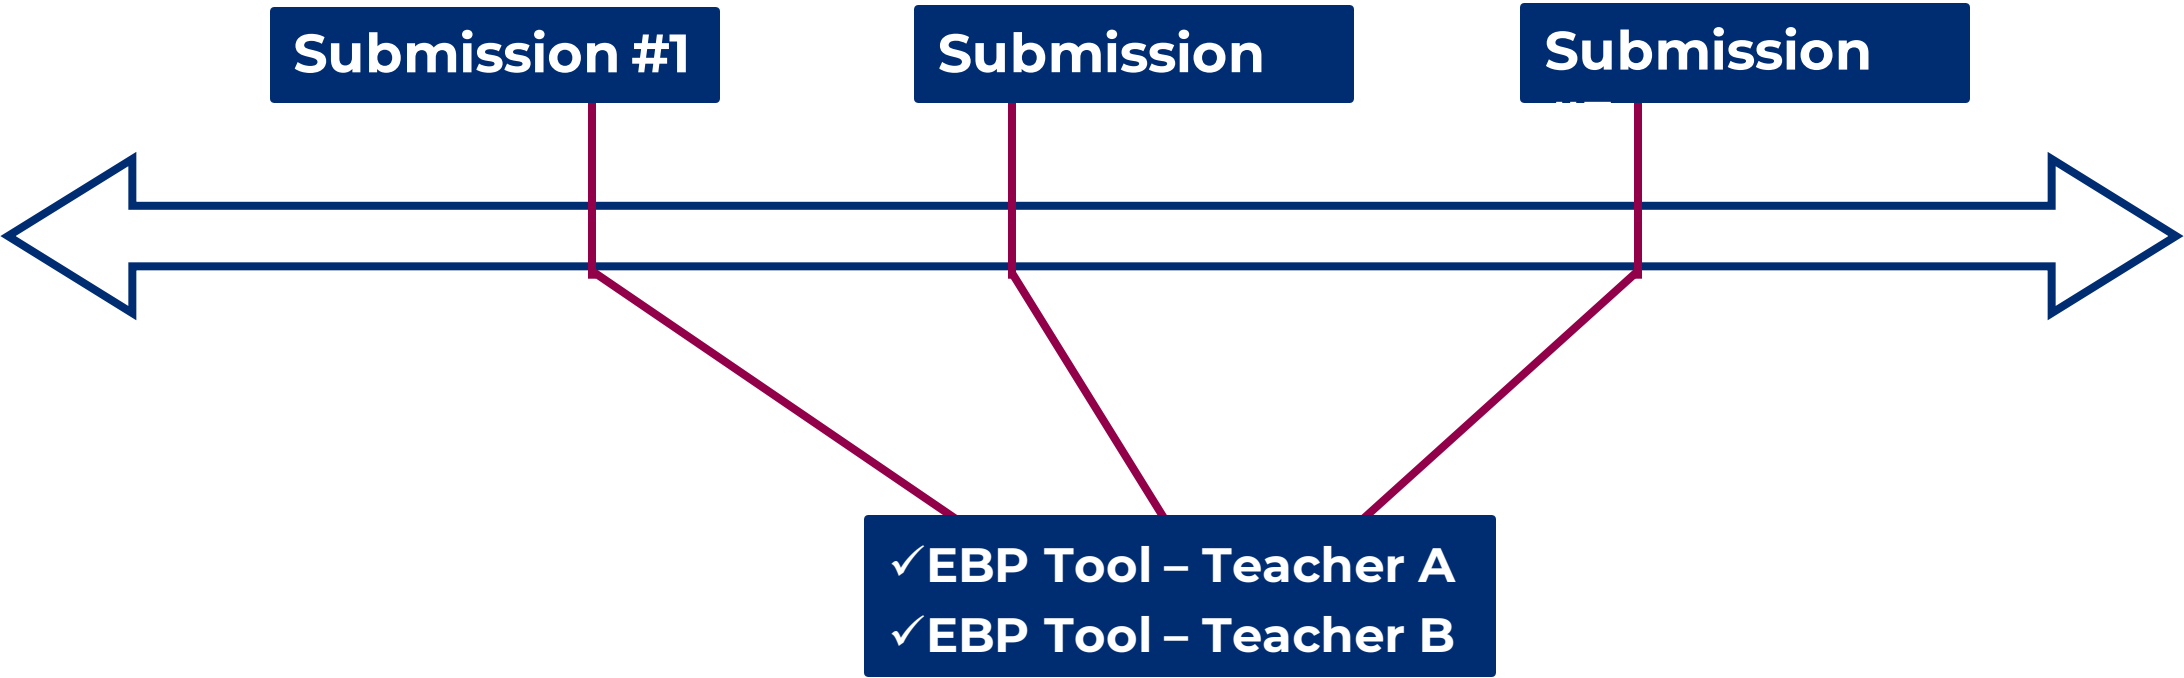 Submission #1
Submission
Submission
✓EBP Tool – Teacher A
✓EBP Tool – Teacher B